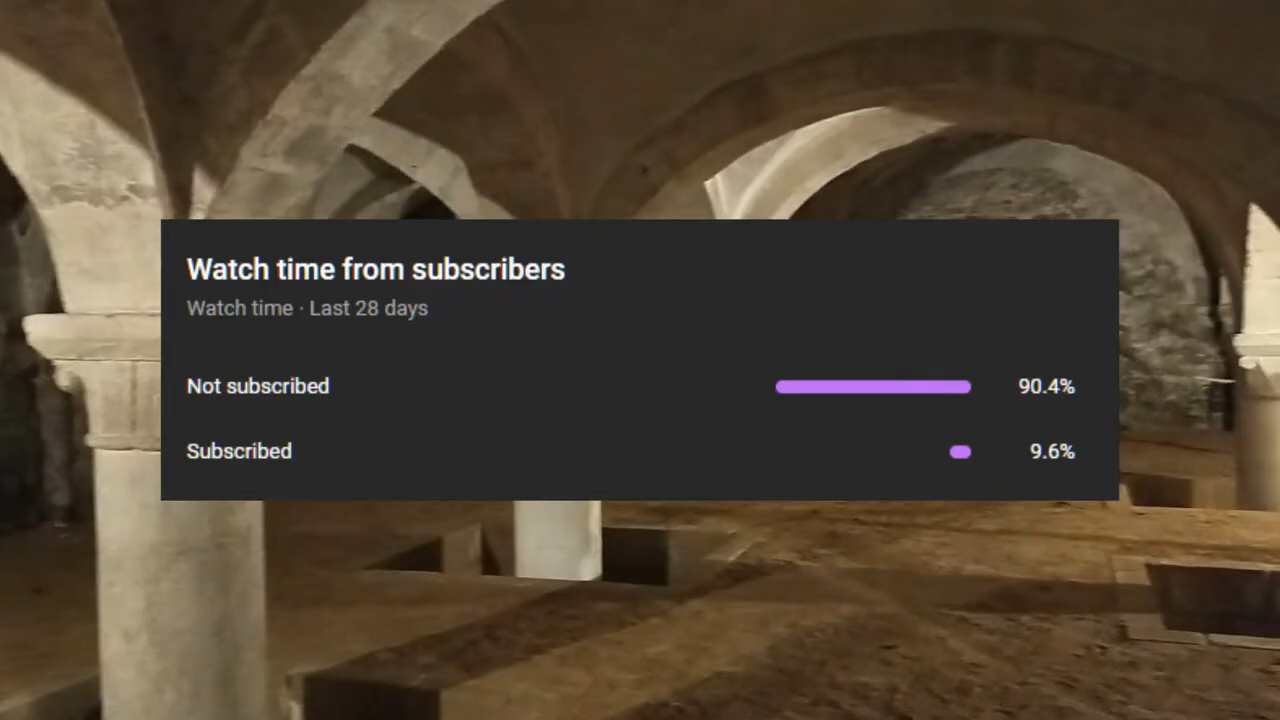 Watch time from subscribers
Watch time · Last 28 days
Not subscribed 90.4%
Subscribed 9.6%